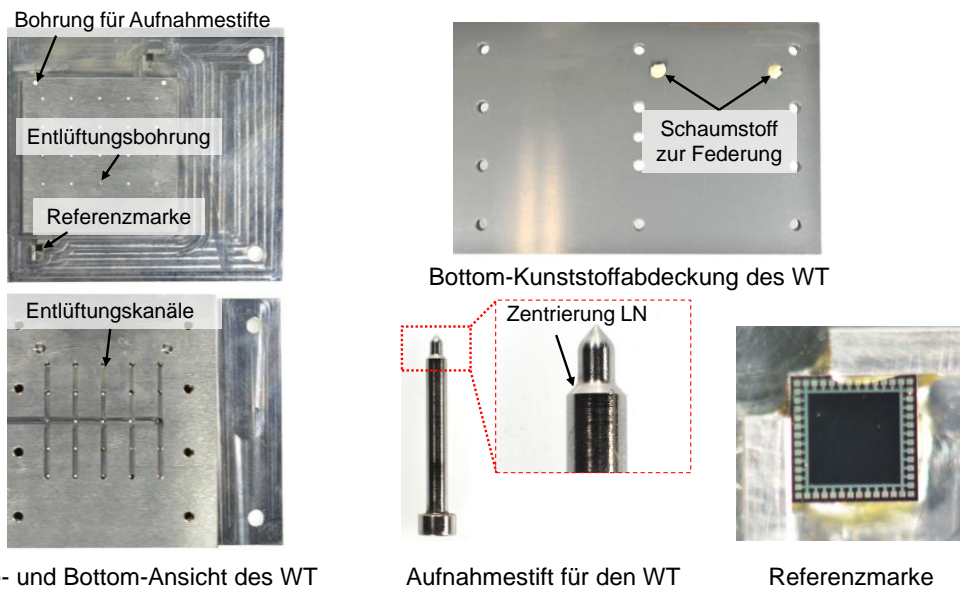 Bohrung für Aufnahmestifte
Entlüftungsbohrung
Referenzmarke
Schaumstoff
zur Federung
Bottom-Kunststoffabdeckung des WT
Entlüftungskanäle
Zentrierung LN
- und Bottom-Ansicht des WT
Aufnahmestift für den WT
Referenzmarke